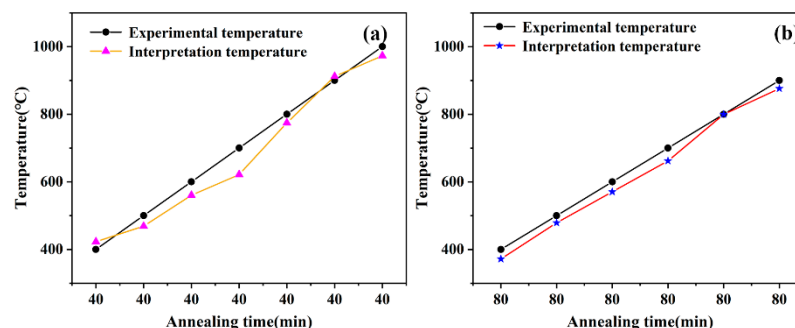 (a)
Experimental temperature
Interpretation temperature
1000
800
600
400
Temperature(°C)
40 40 40 40 40 40 40
Annealing time(min)
(b)
Experimental temperature
Interpretation temperature
1000
800
600
400
Temperature(°C)
80 80 80 80 80 80
Annealing time(min)